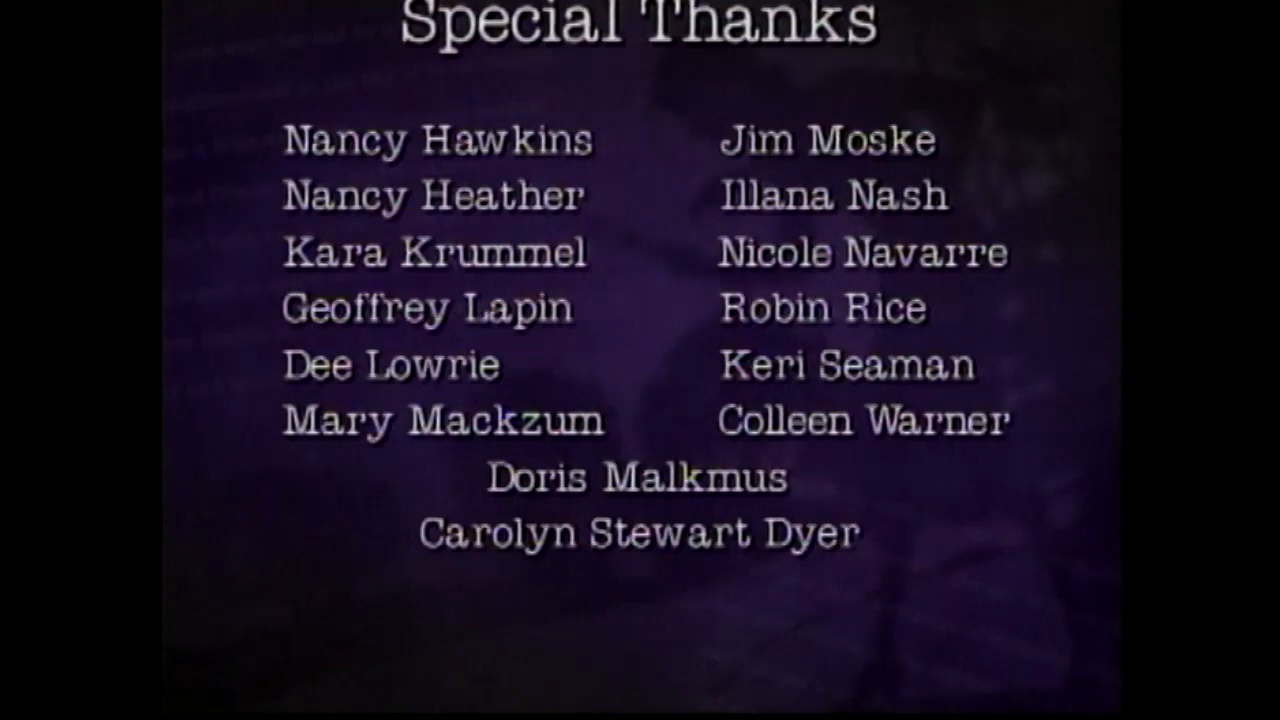 Special Thanks
Nancy Hawkins Jim Moske
Nancy Heather Illana Nash
Kara Krummel Nicole Navarre
Geoffrey Lapin Robin Rice
Dee Lowrie Keri Seaman
Mary Mackzum Colleen Warner
Doris Malkmus
Carolyn Stewart Dyer